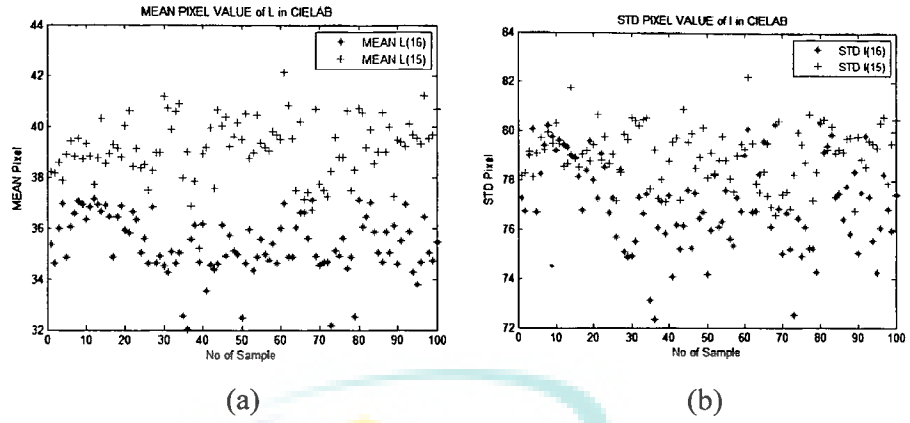 MEAN PIXEL VALUE of L in CIELAB
44
42
40
38
36
34
32
MEAN Pixel
MEAN L(16)
MEAN L(15)
0 10 20 30 40 50 60 70 80 90 100
No of Sample
(a)
STD PIXEL VALUE of l in CIELAB
84
82
80
78
76
74
72
STD Pixel
STD l(16)
STD l(15)
0 10 20 30 40 50 60 70 80 90 100
No of Sample
(b)